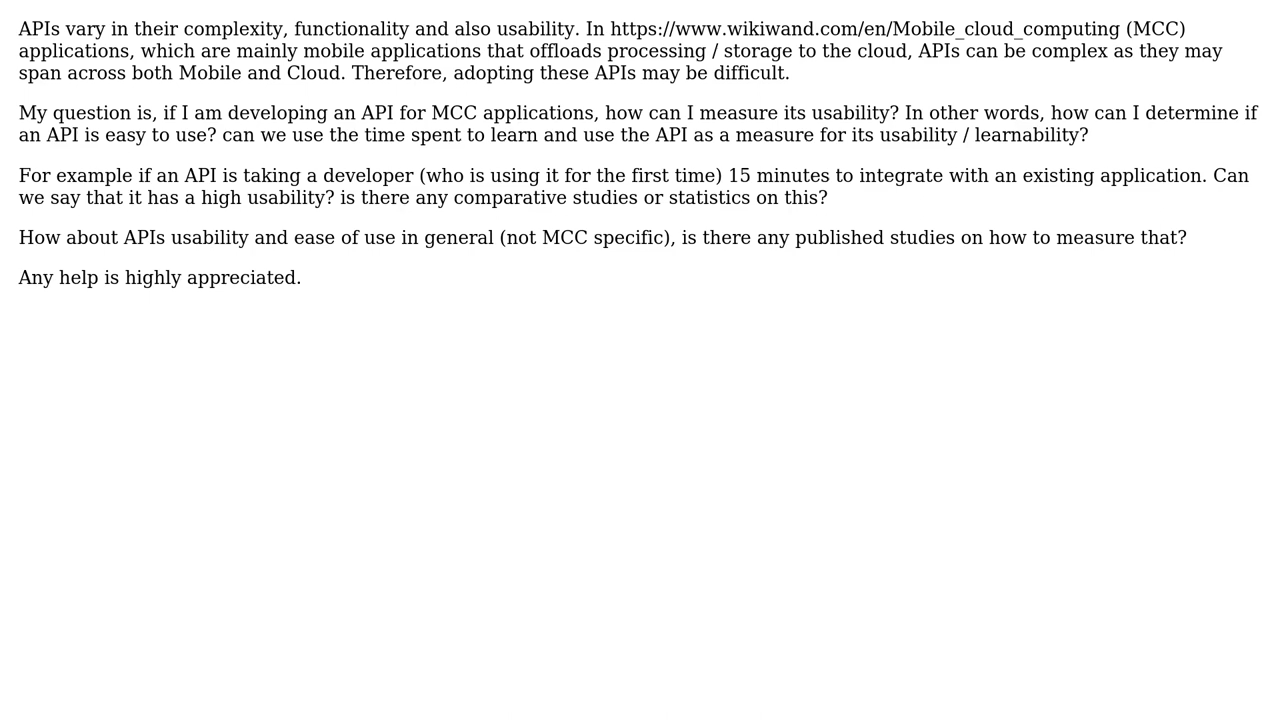 APIs vary in their complexity, functionality and also usability. In https://www.wikiwand.com/en/Mobile_cloud_computing (MCC)
applications, which are mainly mobile applications that offloads processing / storage to the cloud, APIs can be complex as they may
span across both Mobile and Cloud. Therefore, adopting these APIs may be difficult.
My question is, if I am developing an API for MCC applications, how can I measure its usability? In other words, how can I determine if
an API is easy to use? can we use the time spent to learn and use the API as a measure for its usability / learnability?
For example if an API is taking a developer (who is using it for the first time) 15 minutes to integrate with an existing application. Can
we say that it has a high usability? is there any comparative studies or statistics on this?
How about APIs usability and ease of use in general (not MCC specific), is there any published studies on how to measure that?
Any help is highly appreciated.